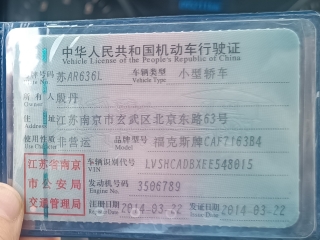 中华人民共和国机动车行驶证
Vehicle License of the People's Republic of China
号牌号码 苏AR636L 车辆类型 小型轿车
Plate No. Vehicle Type
所有人 殷丹
Owner
住址 江苏南京市玄武区北京东路63号
Address
使用性质 非营运 品牌型号 福克斯牌CAF7163B4
Use Character Model
江苏省南京 车辆识别代号 LVSHCADBXEE548015
VIN
市公安局 发动机号码 3506789
Engine No.
交通管理局 注册日期 2014-03-22 发证日期 2014-03-22
Register Date Issue Date